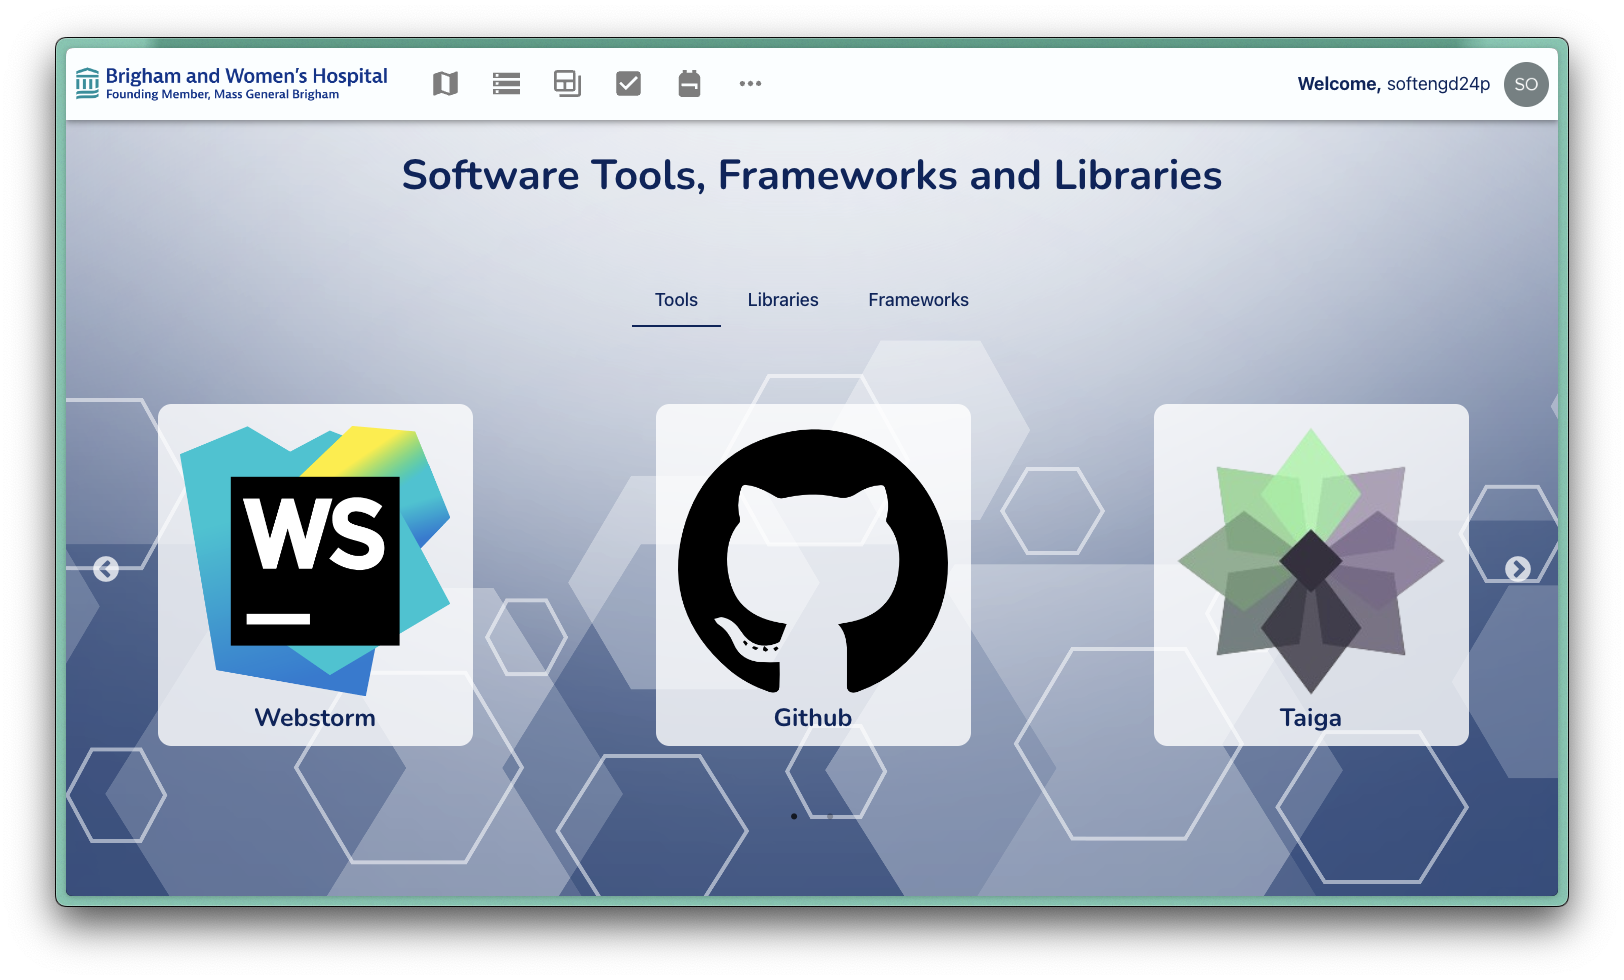 Brigham and Women's Hospital
Founding Member, Mass General Brigham
Welcome, softengd24p
SO
Software Tools, Frameworks and Libraries
Tools Libraries Frameworks
WS
Webstorm Github Taiga